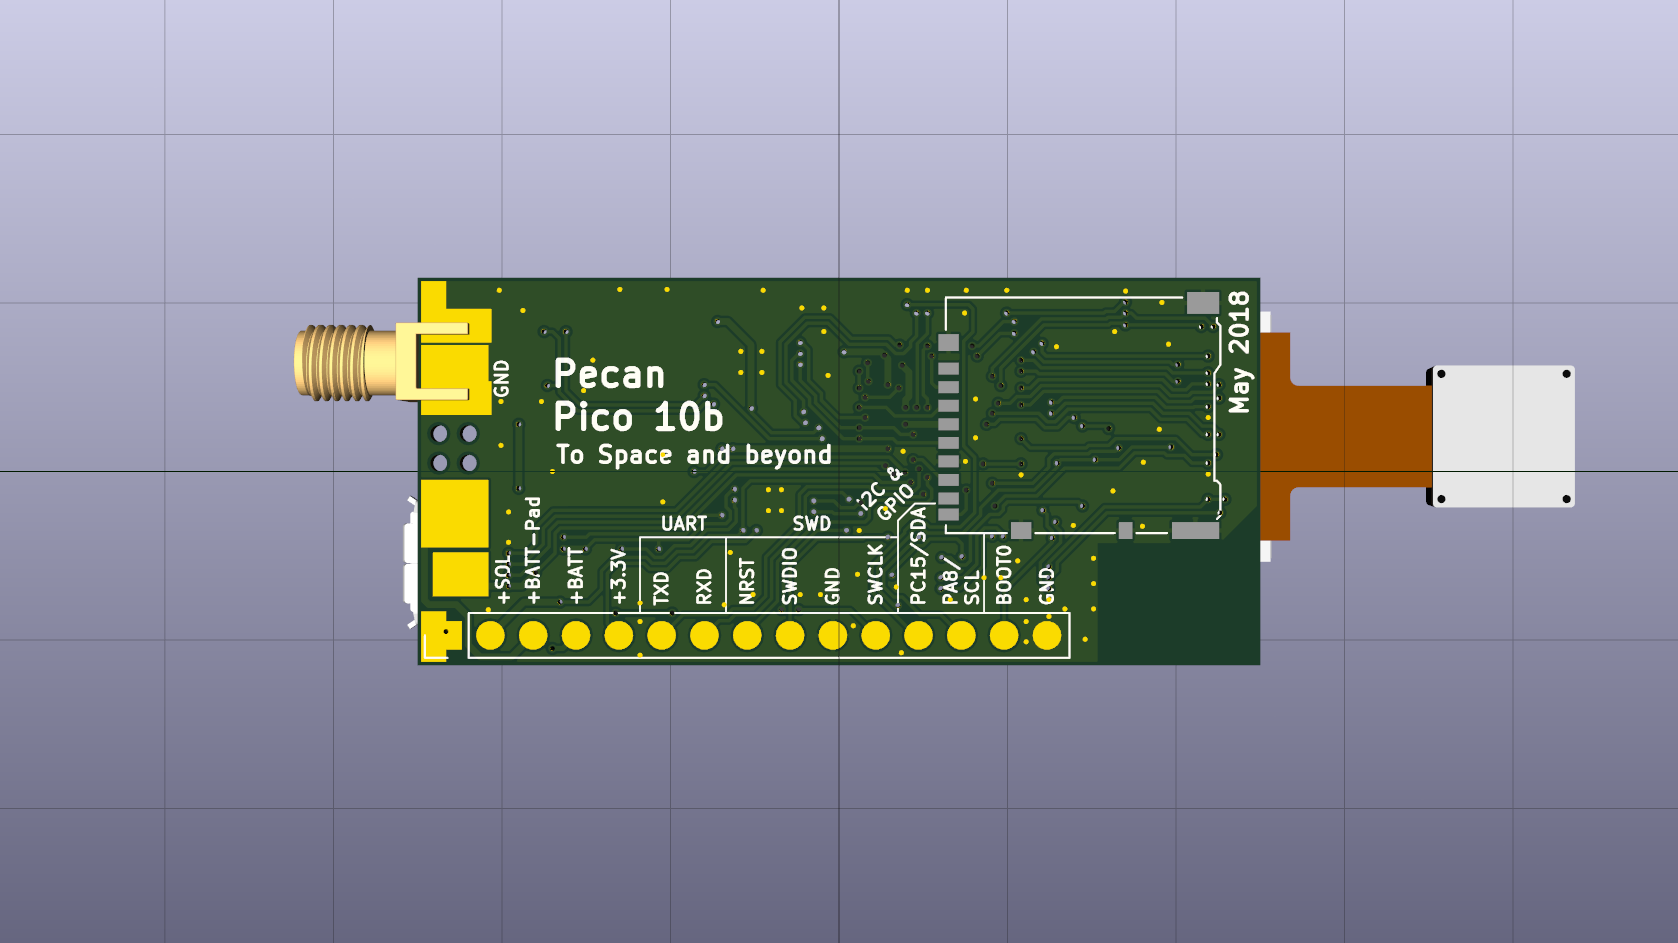 Pecan
Pico 10b
To Space and beyond
May 2018
GND
i2C &
GPIO
UART
SWD
+SOL
+BATT-Pad
+BATT
+3.3V
TXD
RXD
NRST
SWDIO
GND
SWCLK
PC15/SDA
PA8/
SCL
BOOT0
GND